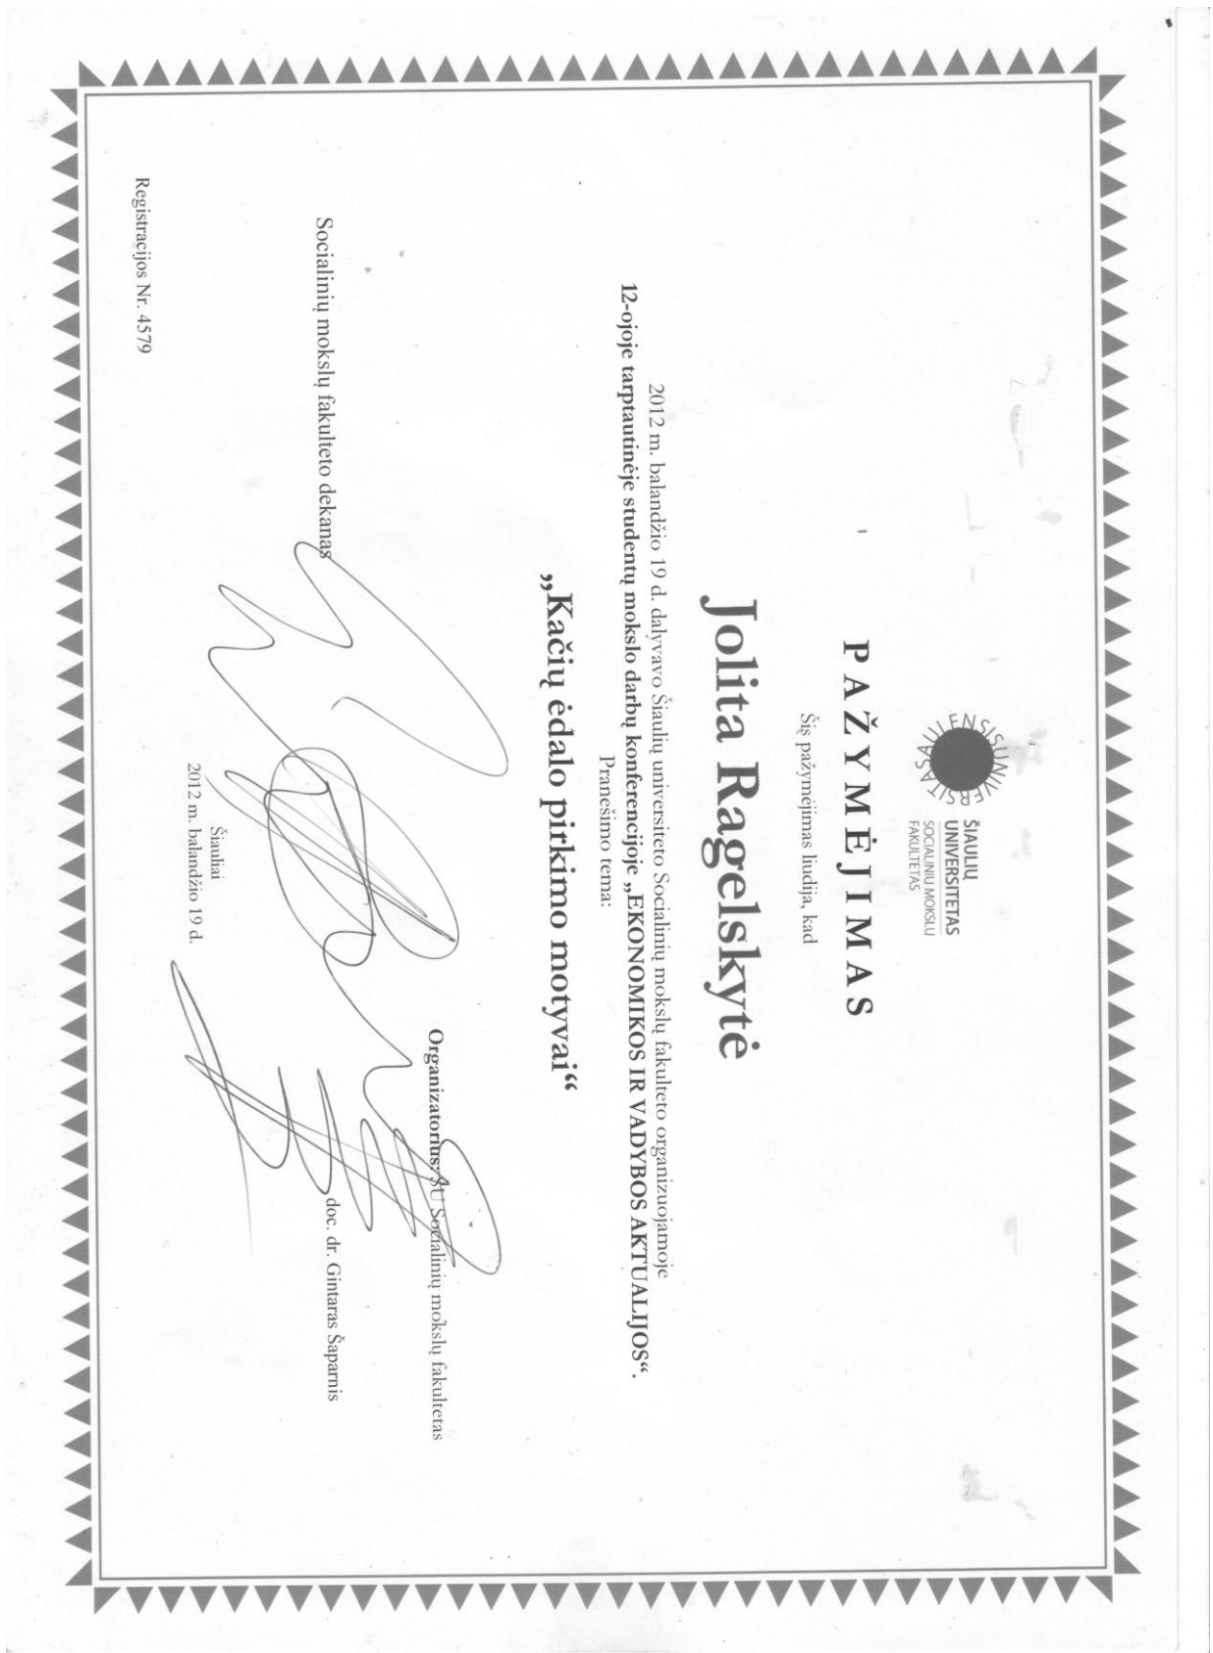 UNIVERSITAS SAULENSIS
ŠIAULIŲ
UNIVERSITETAS
SOCIALINIŲ MOKSLŲ
FAKULTETAS
PAŽYMĖJIMAS
Šis pažymėjimas liudija, kad
Jolita Ragelskytė
2012 m. balandžio 19 d. dalyvavo Šiaulių universiteto Socialinių mokslų fakulteto organizuojamoje
12-ojoje tarptautinėje studentų mokslo darbų konferencijoje „EKONOMIKOS IR VADYBOS AKTUALIJOS“.
Pranešimo tema:
„Kačių ėdalo pirkimo motyvai“
Organizatorius: ŠU Socialinių mokslų fakultetas
Socialinių mokslų fakulteto dekanas
doc. dr. Gintaras Šaparnis
Šiauliai
2012 m. balandžio 19 d.
Registracijos Nr. 4579